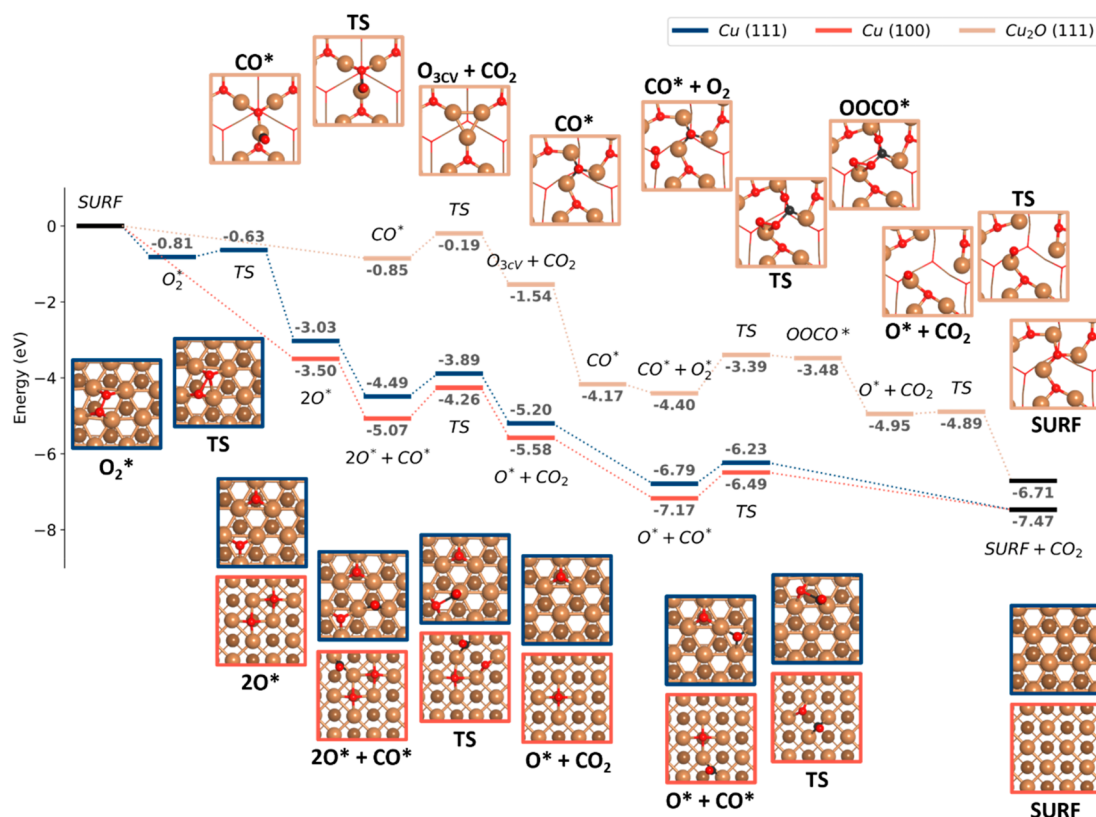 Cu (111) Cu (100) Cu₂O (111)
TS
CO*
O₃CV + CO₂
CO* + O₂
OOCO*
CO*
TS
TS
O* + CO₂
SURF
Energy (eV)
0
−2
−4
−6
−8
SURF
-0.81
O₂*
-0.63
TS
CO*
-0.85
TS
-0.19
O₃cV + CO₂
-1.54
-3.03
-3.50
2O*
-4.49
-5.07
2O* + CO*
-3.89
-4.26
TS
-5.20
-5.58
O* + CO₂
CO*
-4.17
CO* + O₂*
-4.40
TS
-3.39
OOCO*
-3.48
O* + CO₂
-4.95
TS
-4.89
-6.79
-7.17
O* + CO*
-6.23
-6.49
TS
-6.71
-7.47
SURF + CO₂
O₂*
TS
2O*
2O* + CO*
TS
O* + CO₂
O* + CO*
TS
SURF